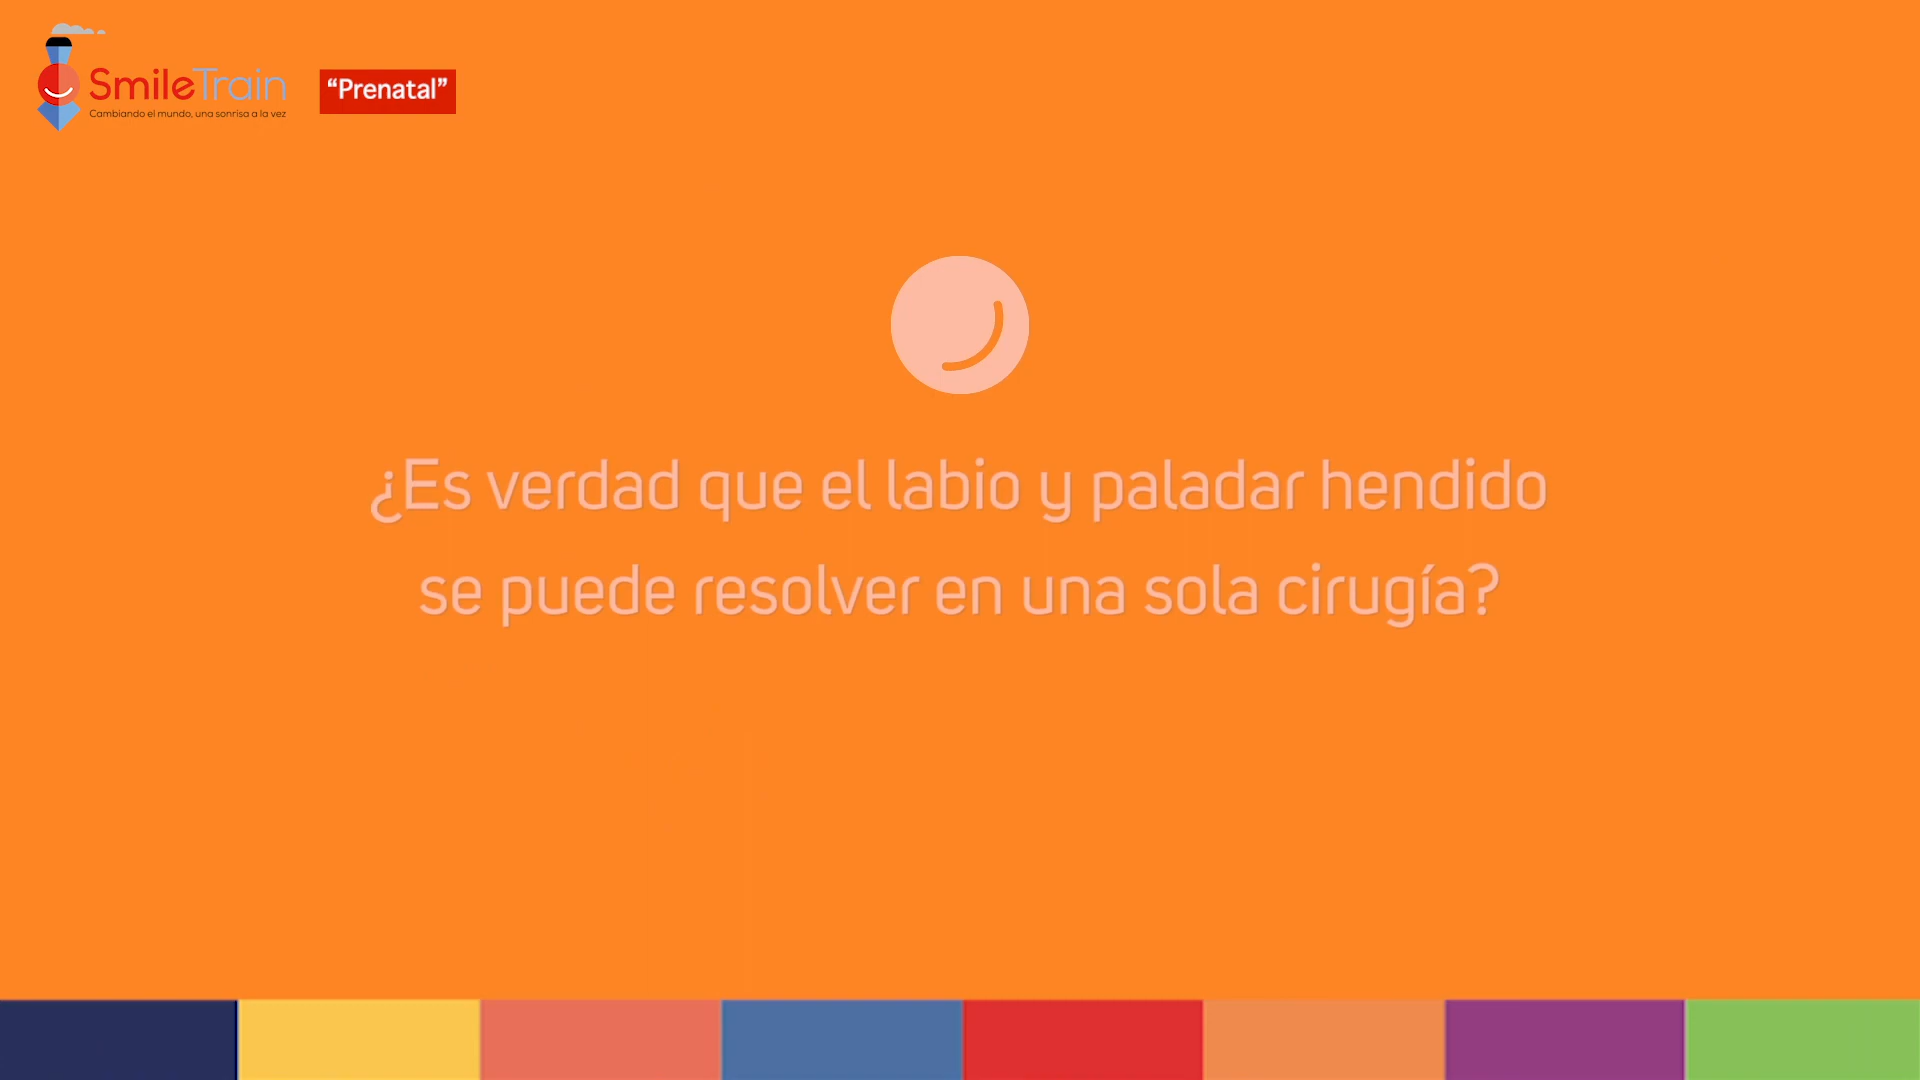 SmileTrain
Cambiando el mundo, una sonrisa a la vez
“Prenatal”
¿Es verdad que el labio y paladar hendido
se puede resolver en una sola cirugía?